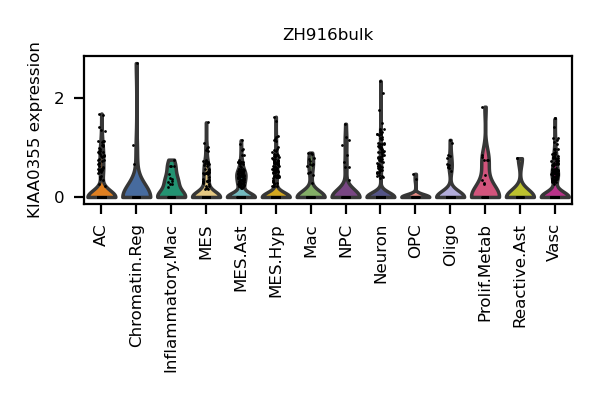 ZH916bulk
KIAA0355 expression
2
0
AC
Chromatin.Reg
Inflammatory.Mac
MES
MES.Ast
MES.Hyp
Mac
NPC
Neuron
OPC
Oligo
Prolif.Metab
Reactive.Ast
Vasc